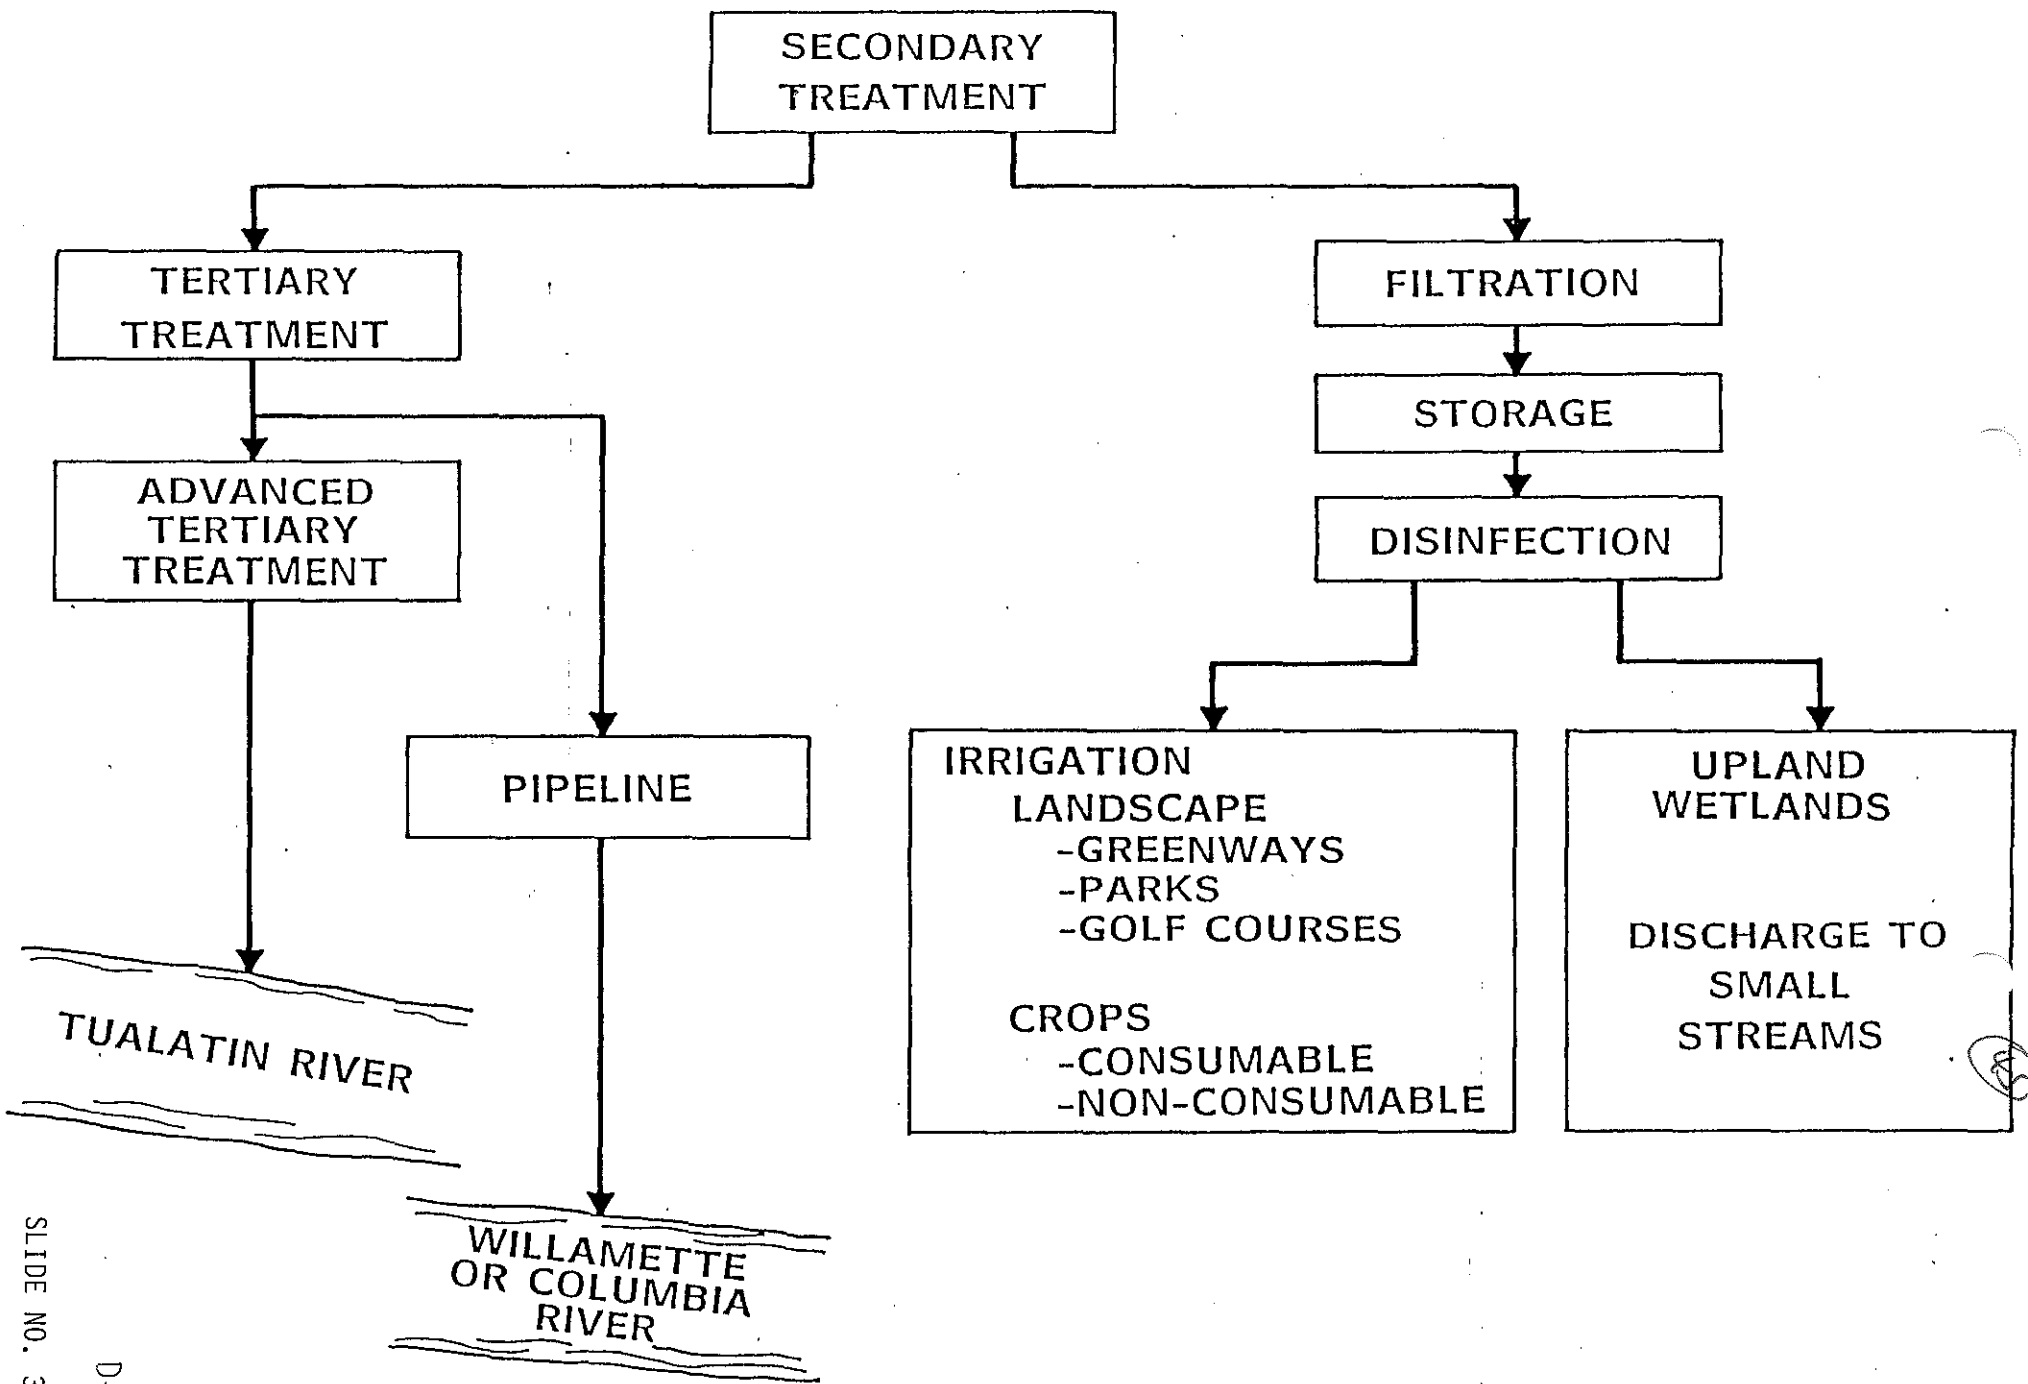 SECONDARY
TREATMENT
TERTIARY
TREATMENT
ADVANCED
TERTIARY
TREATMENT
PIPELINE
TUALATIN RIVER
WILLAMETTE
OR COLUMBIA
RIVER
FILTRATION
STORAGE
DISINFECTION
IRRIGATION
LANDSCAPE
-GREENWAYS
-PARKS
-GOLF COURSES
CROPS
-CONSUMABLE
-NON-CONSUMABLE
UPLAND
WETLANDS
DISCHARGE TO
SMALL
STREAMS
SLIDE NO. 3